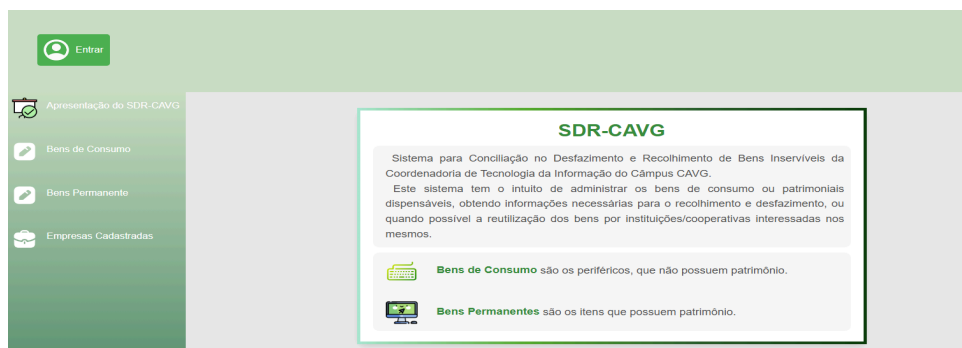 Entrar
Apresentação do SDR-CAVG
Bens de Consumo
Bens Permanente
Empresas Cadastradas
SDR-CAVG
Sistema para Conciliação no Desfazimento e Recolhimento de Bens Inservíveis da
Coordenadoria de Tecnologia da Informação do Câmpus CAVG.
Este sistema tem o intuito de administrar os bens de consumo ou patrimoniais
dispensáveis, obtendo informações necessárias para o recolhimento e desfazimento, ou
quando possível a reutilização dos bens por instituições/cooperativas interessadas nos
mesmos.
Bens de Consumo são os periféricos, que não possuem patrimônio.
Bens Permanentes são os itens que possuem patrimônio.